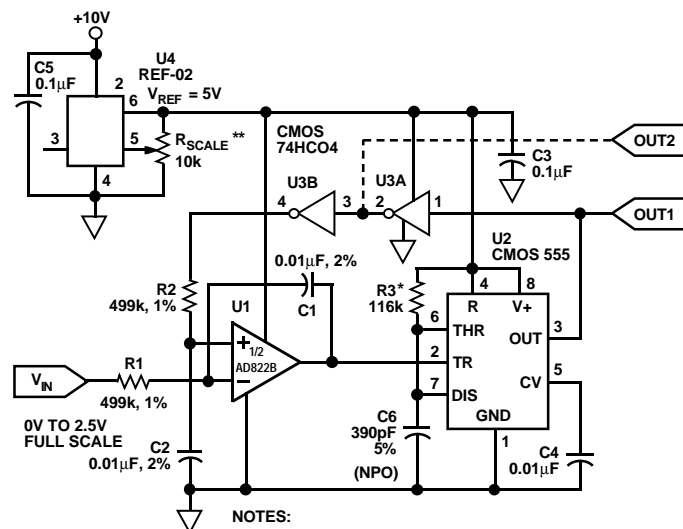 +10V
C5
0.1µF
U4
REF-02
2
6
VREF = 5V
3
5
RSCALE **
10k
4
CMOS
74HCO4
OUT2
C3
0.1µF
U3B
U3A
4
3
2
1
OUT1
U2
CMOS 555
0.01µF, 2%
C1
R2
499k, 1%
U1
R3*
116k
4
8
R
V+
6
THR
OUT
3
1/2
AD822B
+
−
2
TR
5
CV
7
DIS
GND
1
VIN
R1
499k, 1%
0V TO 2.5V
FULL SCALE
C2
0.01µF, 2%
C6
390pF
5%
(NPO)
C4
0.01µF
NOTES: